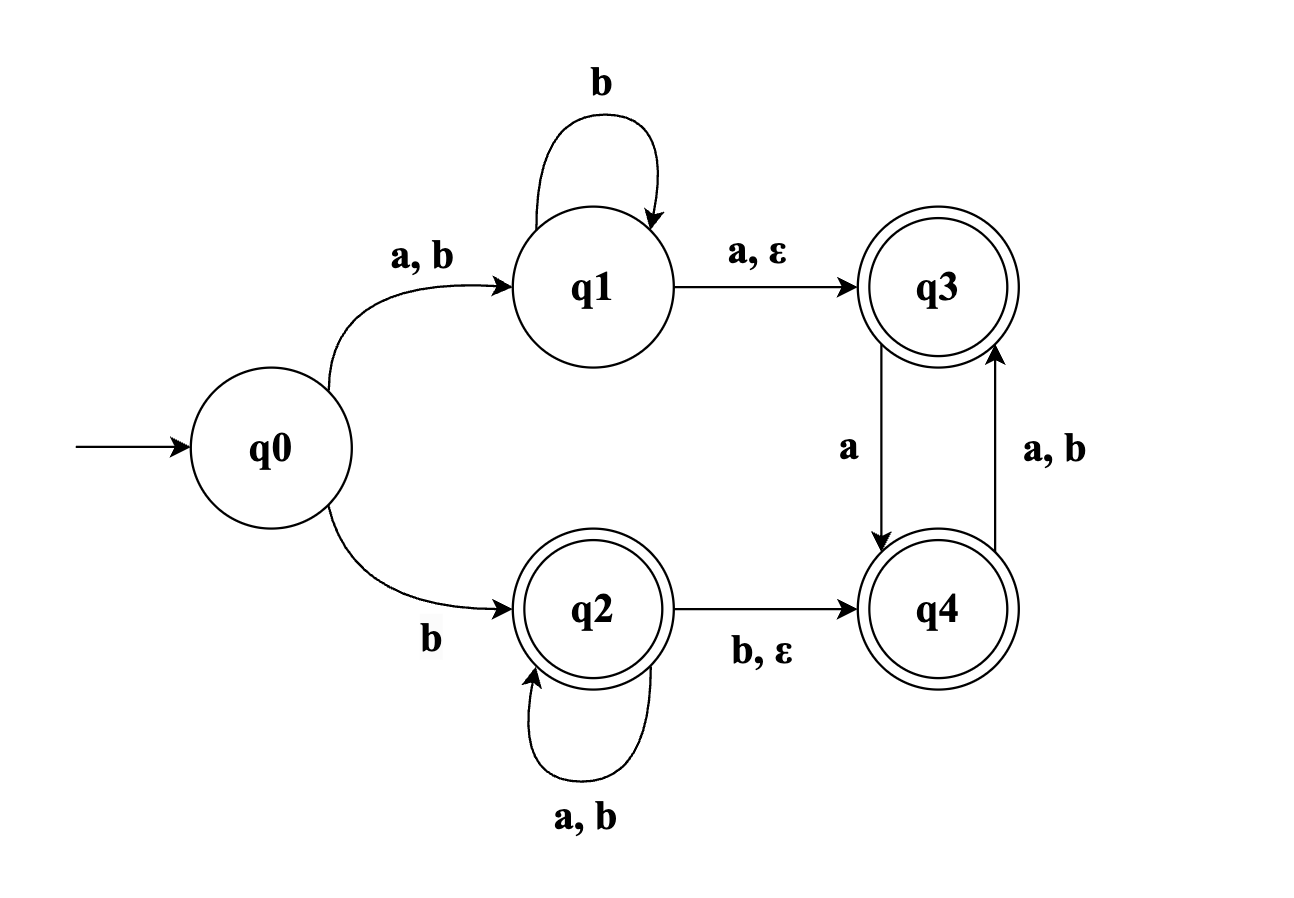 b
a, b
q1
a, ε
q3
q0
a
a, b
b
q2
b, ε
q4
a, b